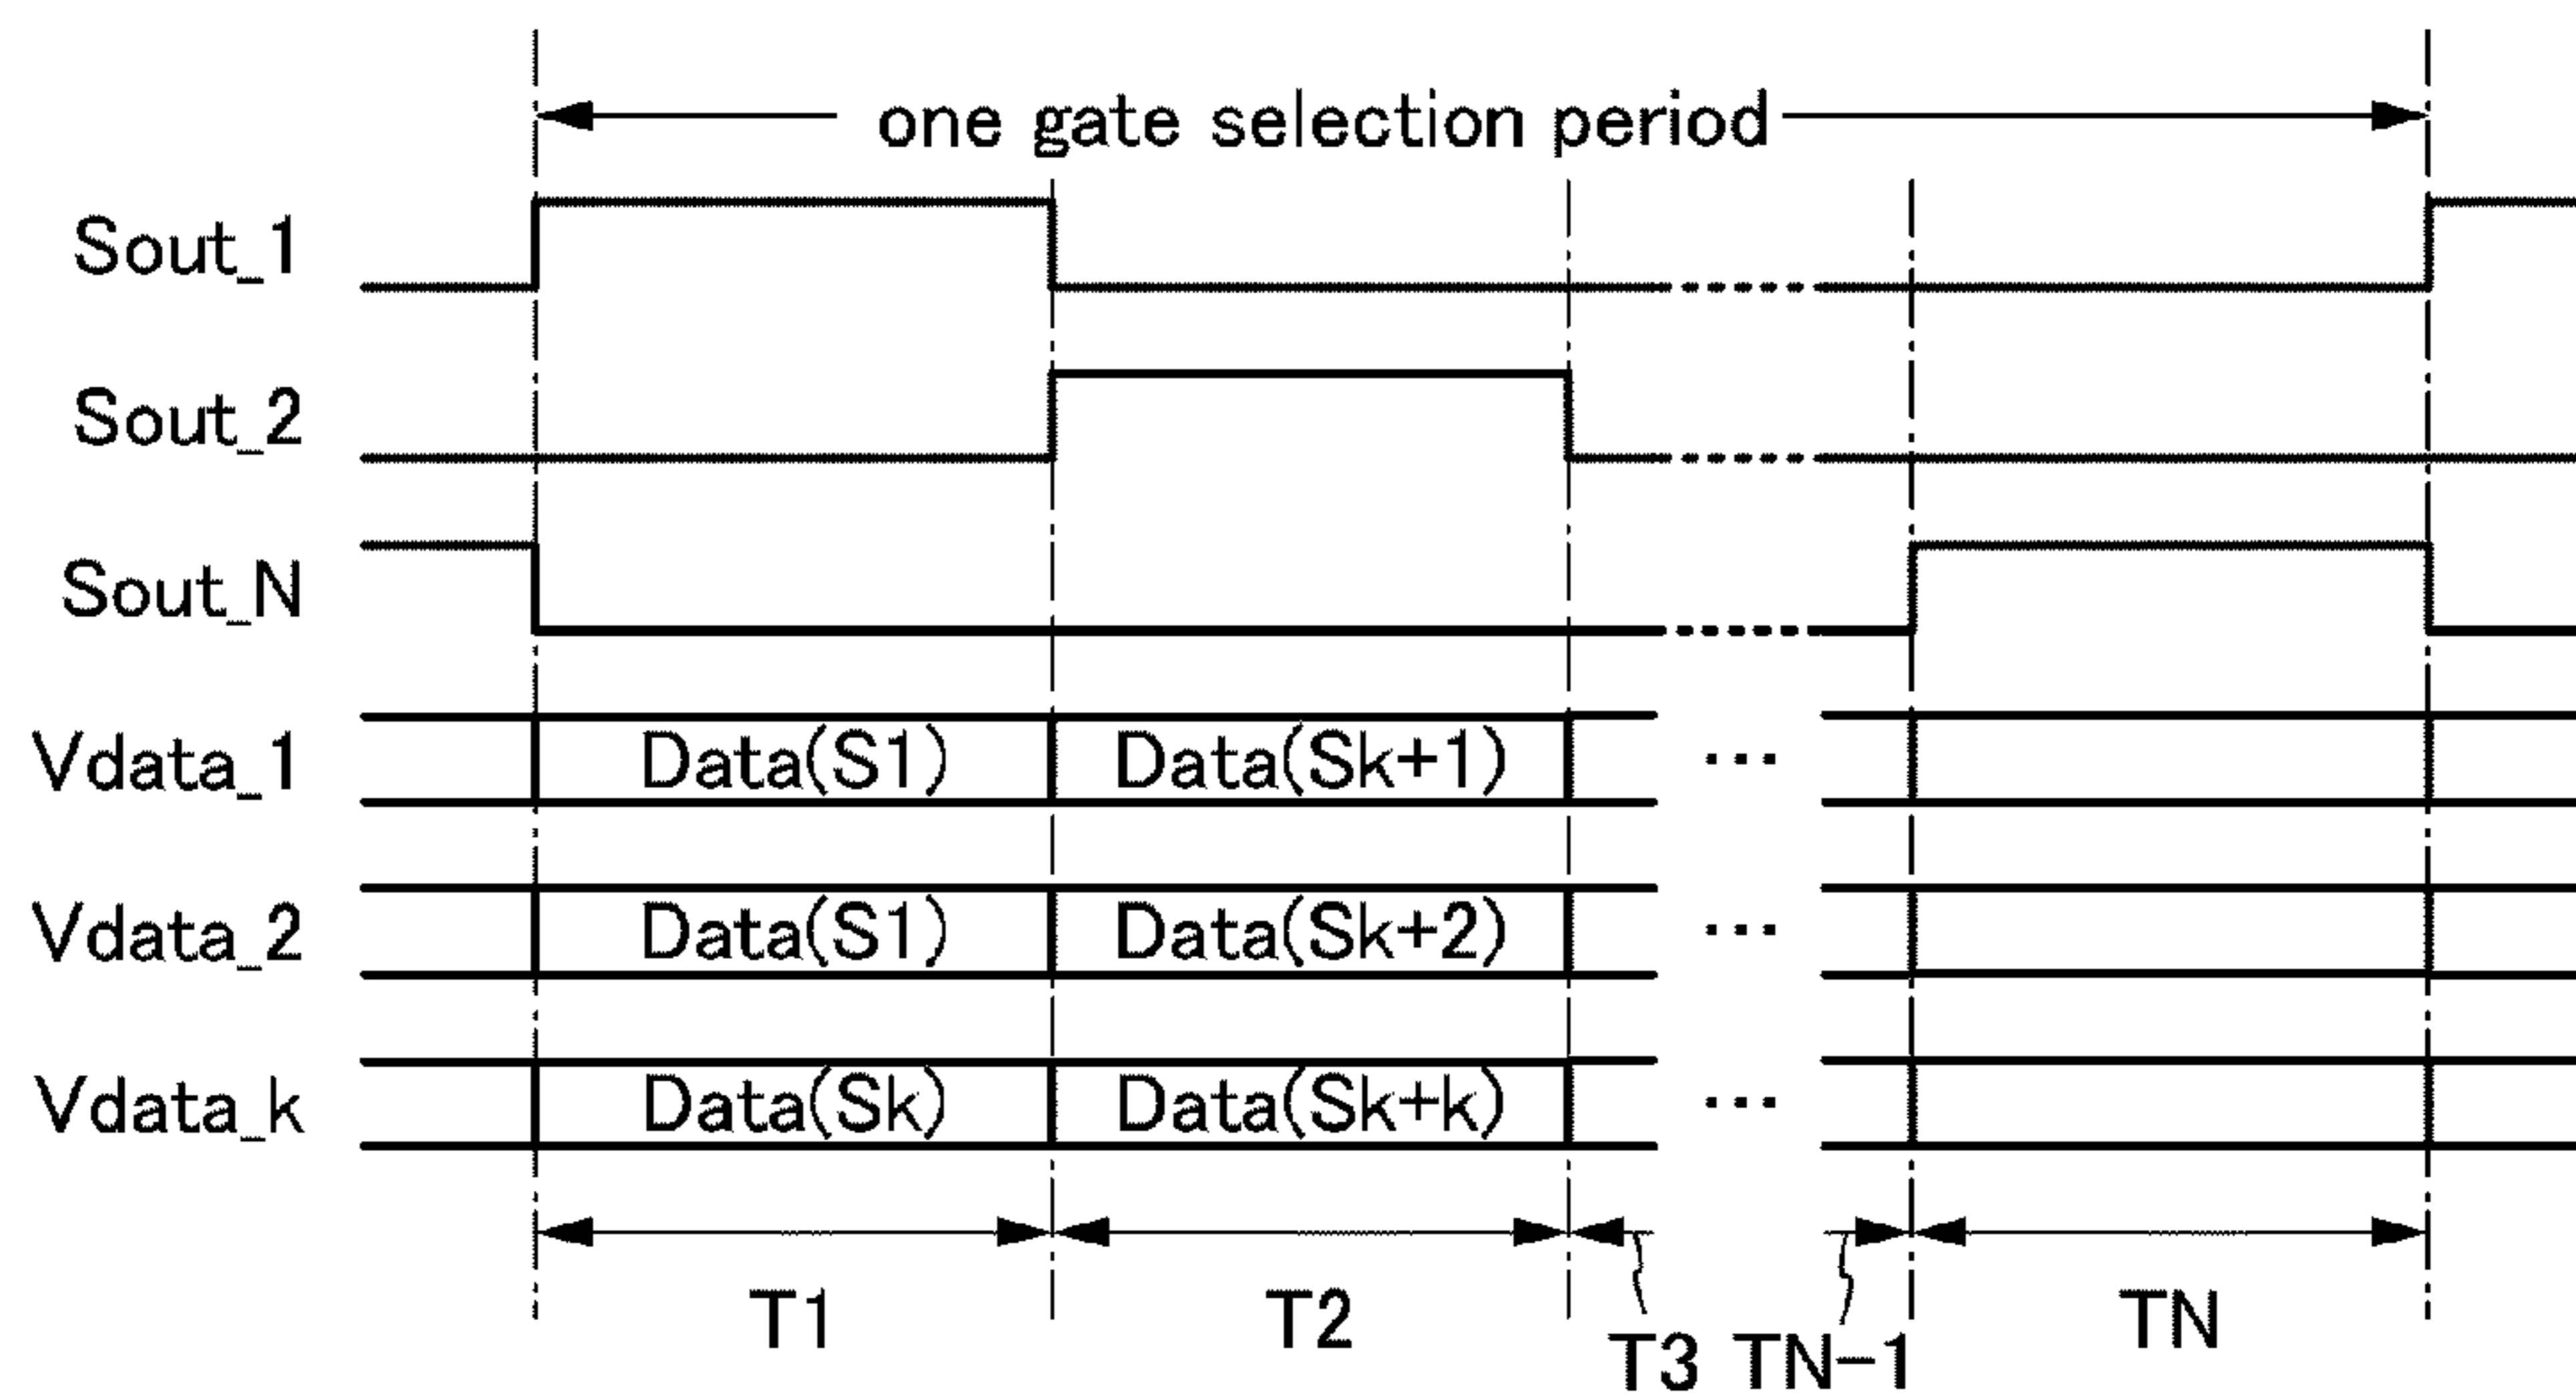 one gate selection period
Sout_1
Sout_2
Sout_N
Vdata_1 Data(S1) Data(Sk+1) ...
Vdata_2 Data(S1) Data(Sk+2) ...
Vdata_k Data(Sk) Data(Sk+k) ...
T1 T2 T3 TN-1 TN